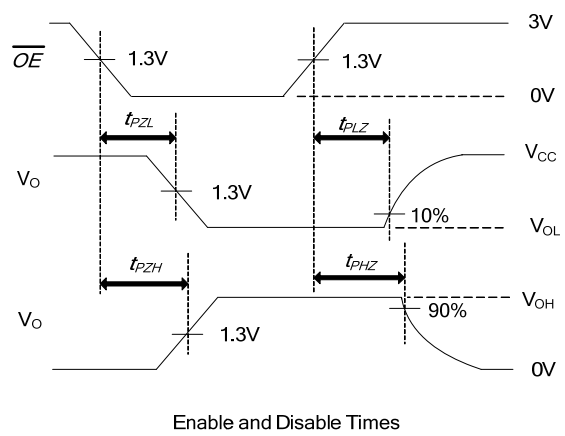 3V
OE
1.3V
1.3V
0V
tPZL
tPLZ
VCC
VO
1.3V
10%
VOL
tPZH
tPHZ
VOH
VO
1.3V
90%
0V
Enable and Disable Times